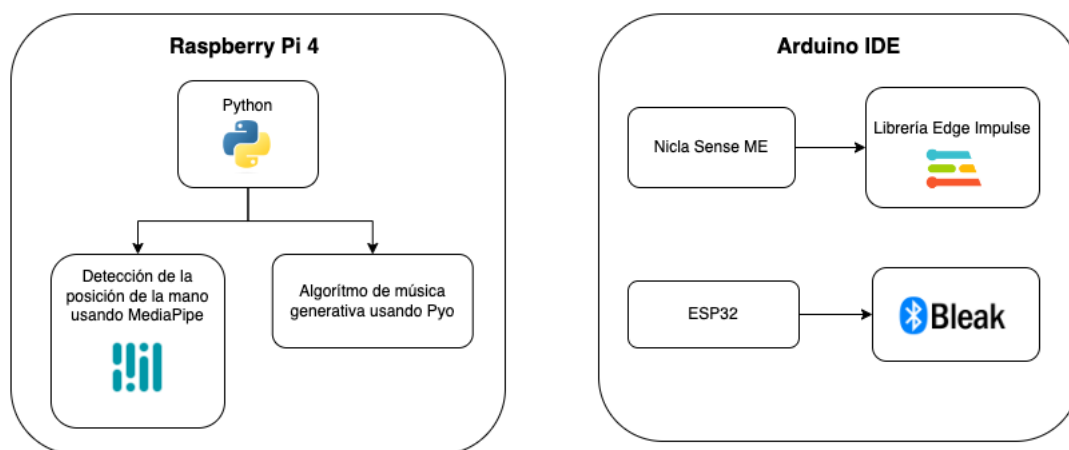 Raspberry Pi 4
Python
Detección de la
posición de la mano
usando MediaPipe
Algorítmo de música
generativa usando Pyo
Arduino IDE
Nicla Sense ME
Librería Edge Impulse
ESP32
Bleak